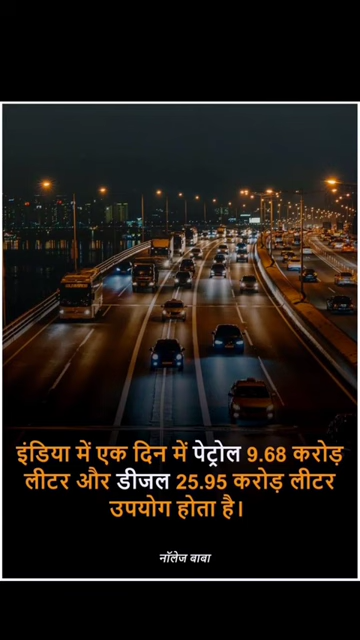 इंडिया में एक दिन में पेट्रोल 9.68 करोड़
लीटर और डीजल 25.95 करोड़ लीटर
उपयोग होता है।
नॉलेज बाबा